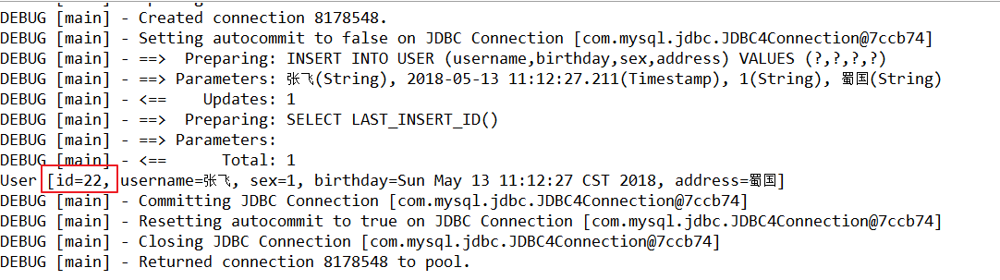 DEBUG [main] - Created connection 8178548.
DEBUG [main] - Setting autocommit to false on JDBC Connection [com.mysql.jdbc.JDBC4Connection@7ccb74]
DEBUG [main] - ==>  Preparing: INSERT INTO USER (username,birthday,sex,address) VALUES (?,?,?,?)
DEBUG [main] - ==> Parameters: 张飞(String), 2018-05-13 11:12:27.211(Timestamp), 1(String), 蜀国(String)
DEBUG [main] - <==    Updates: 1
DEBUG [main] - ==>  Preparing: SELECT LAST_INSERT_ID()
DEBUG [main] - ==> Parameters:
DEBUG [main] - <==      Total: 1
User [id=22, username=张飞, sex=1, birthday=Sun May 13 11:12:27 CST 2018, address=蜀国]
DEBUG [main] - Committing JDBC Connection [com.mysql.jdbc.JDBC4Connection@7ccb74]
DEBUG [main] - Resetting autocommit to true on JDBC Connection [com.mysql.jdbc.JDBC4Connection@7ccb74]
DEBUG [main] - Closing JDBC Connection [com.mysql.jdbc.JDBC4Connection@7ccb74]
DEBUG [main] - Returned connection 8178548 to pool.